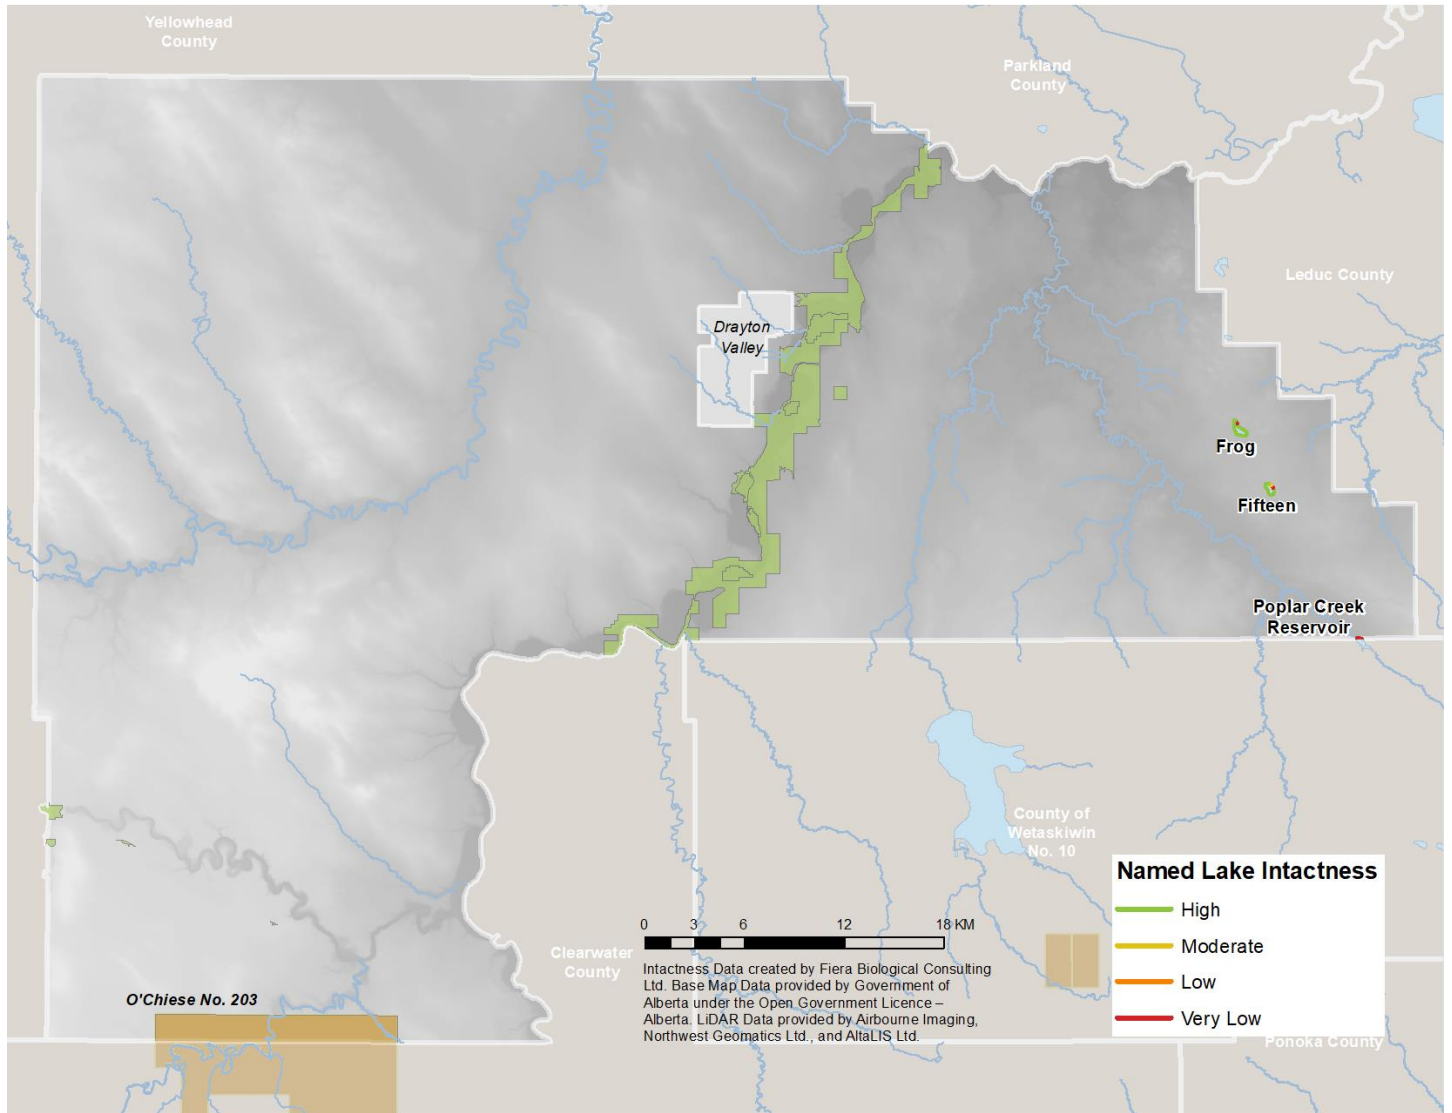 Yellowhead
County
Parkland
County
Leduc County
Drayton
Valley
Frog
Fifteen
Poplar Creek
Reservoir
County of
Wetaskiwin
No. 10
Named Lake Intactness
High
Moderate
Low
Very Low
Ponoka County
0 3 6 12 18 KM
Clearwater
County
Intactness Data created by Fiera Biological Consulting
Ltd. Base Map Data provided by Government of
Alberta under the Open Government Licence –
Alberta. LiDAR Data provided by Airbourne Imaging,
Northwest Geomatics Ltd., and AltaLIS Ltd.
O'Chiese No. 203